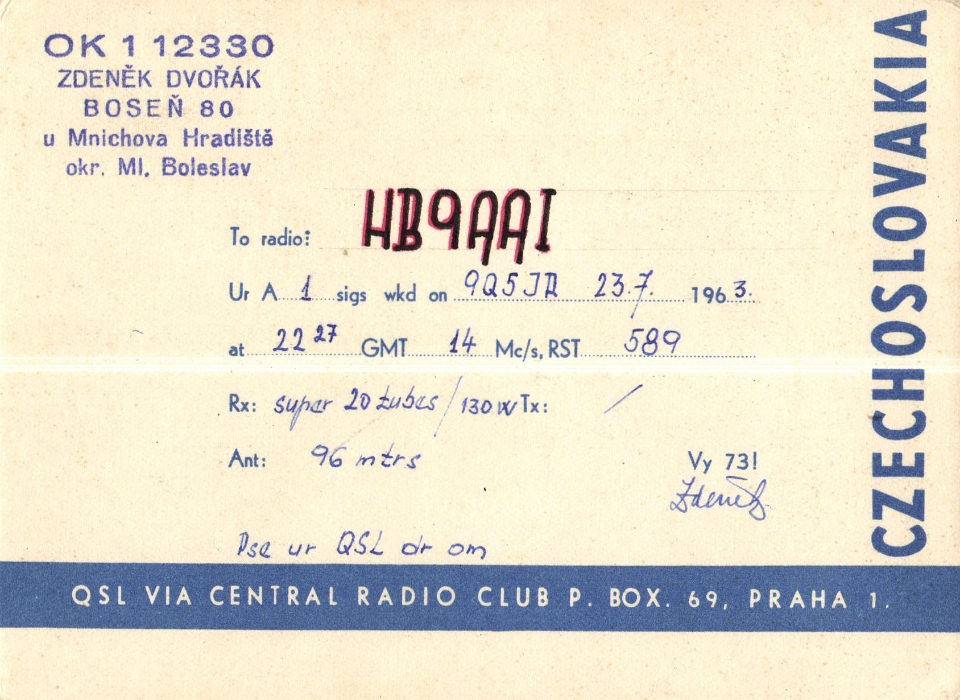 OK 1 12330
ZDENĚK DVOŘÁK
BOSEŇ 80
u Mnichova Hradiště
okr. Ml. Boleslav
CZECHOSLOVAKIA
To radio: HB9AAI
Ur A 1 sigs wkd on 9Q5JR 23.7. 1963.
at 22 27 GMT 14 Mc/s, RST 589
Rx: super 20 tubes / 130 W Tx: /
Ant: 96 mtrs
Vy 73!
Zdeněk
Pse ur QSL dr om
QSL VIA CENTRAL RADIO CLUB P. BOX. 69, PRAHA 1.